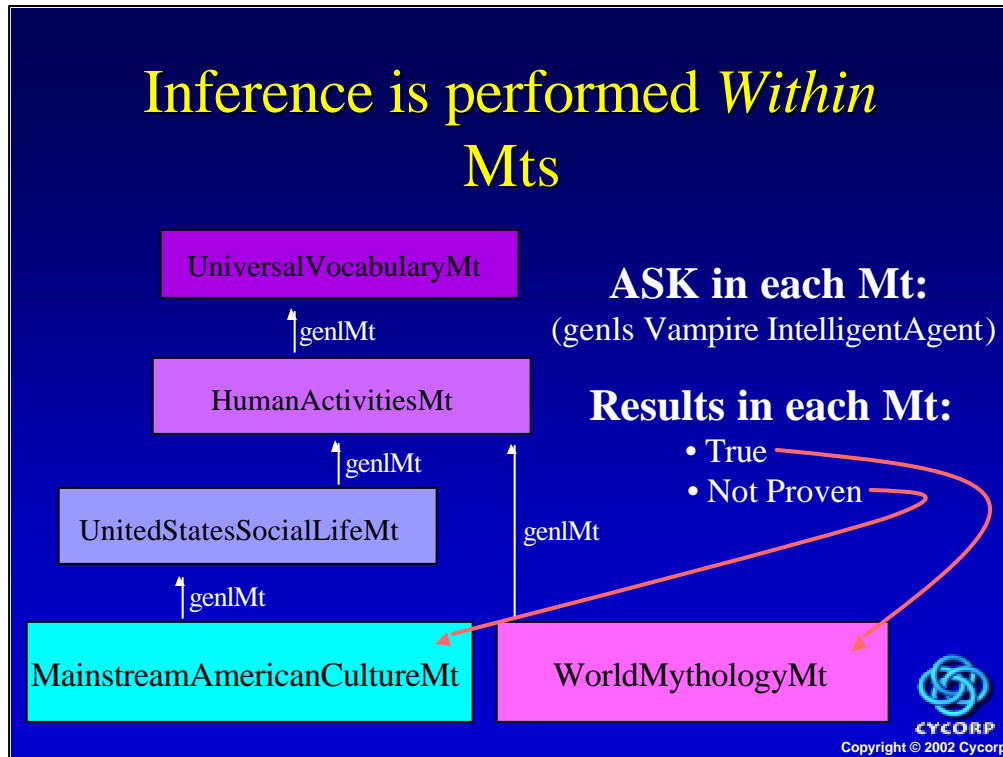 Inference is performed Within
Mts
UniversalVocabularyMt
genlMt
HumanActivitiesMt
genlMt
UnitedStatesSocialLifeMt
genlMt
genlMt
MainstreamAmericanCultureMt
WorldMythologyMt
ASK in each Mt:
(genls Vampire IntelligentAgent)
Results in each Mt:
• True
• Not Proven
CYCORP
Copyright © 2002 Cycorp